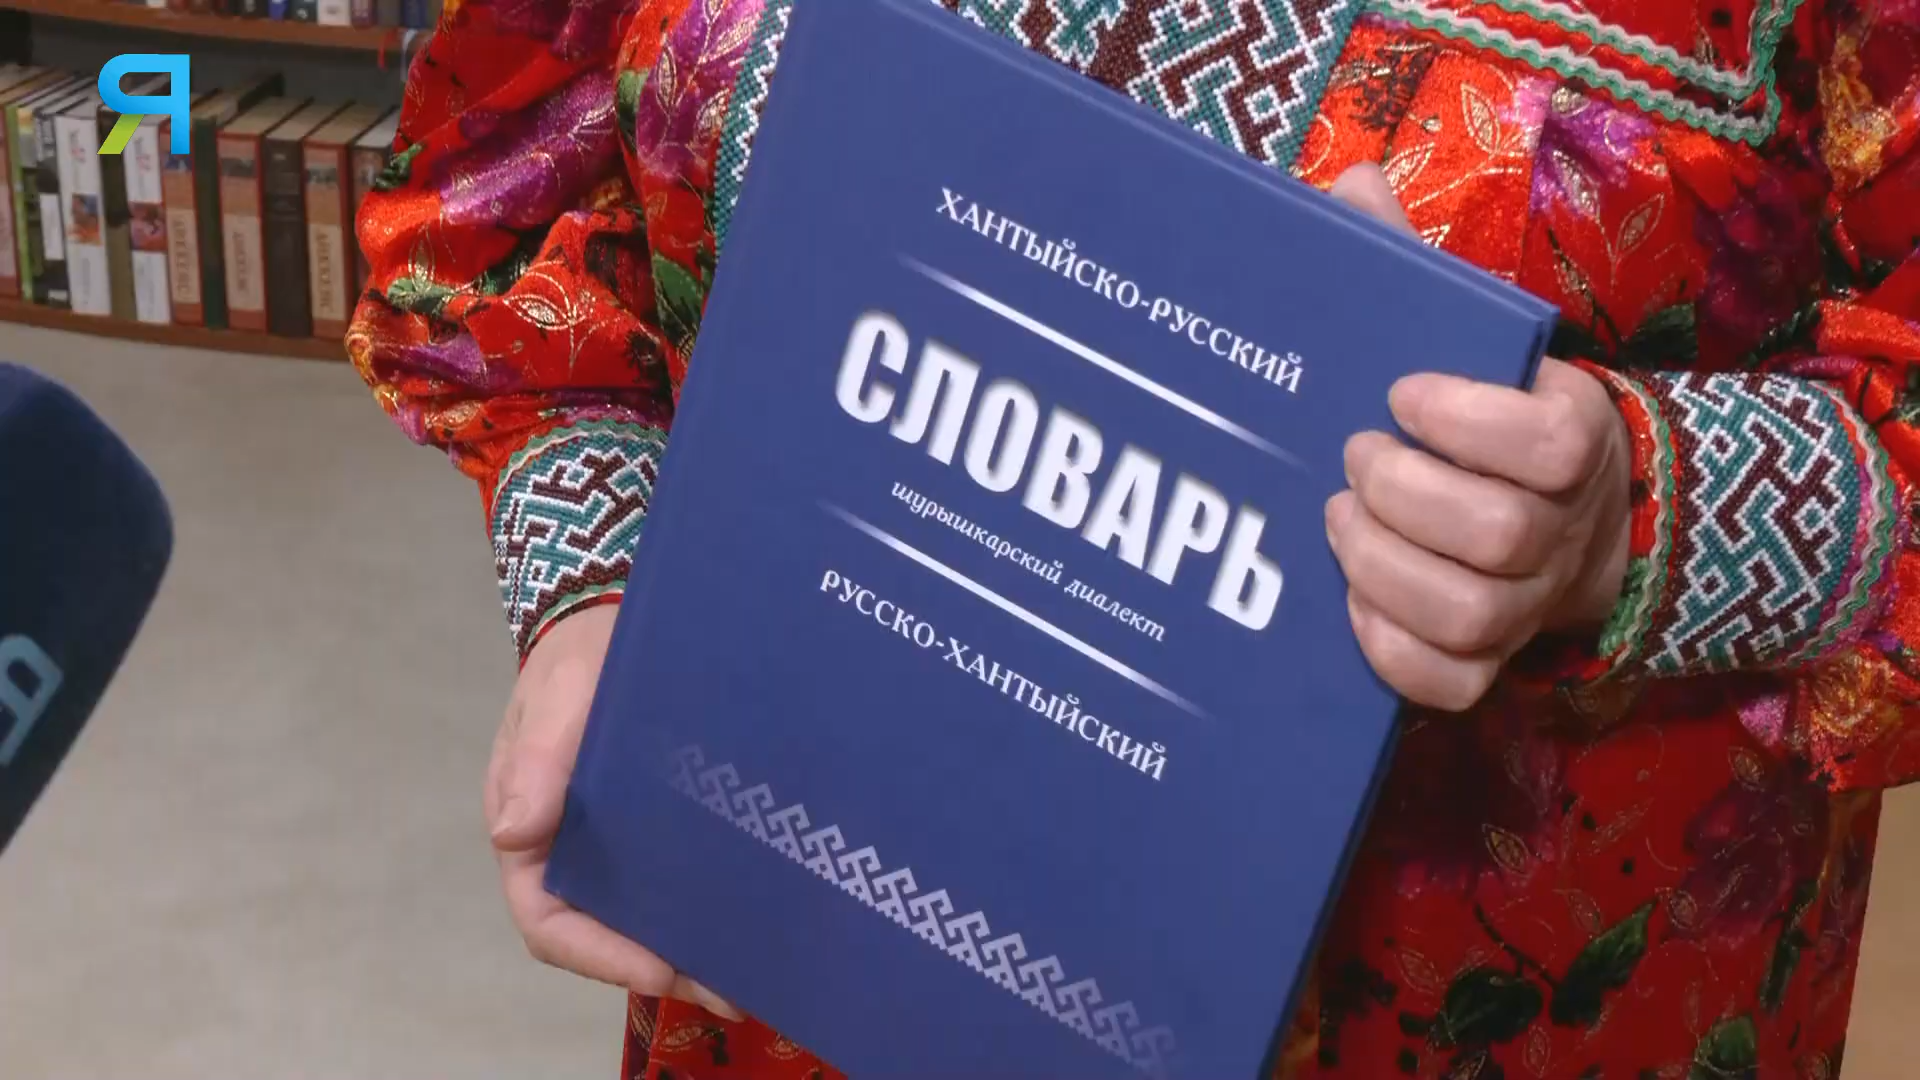 Я
ХАНТЫЙСКО-РУССКИЙ
СЛОВАРЬ
шурышкарский диалект
РУССКО-ХАНТЫЙСКИЙ
Я